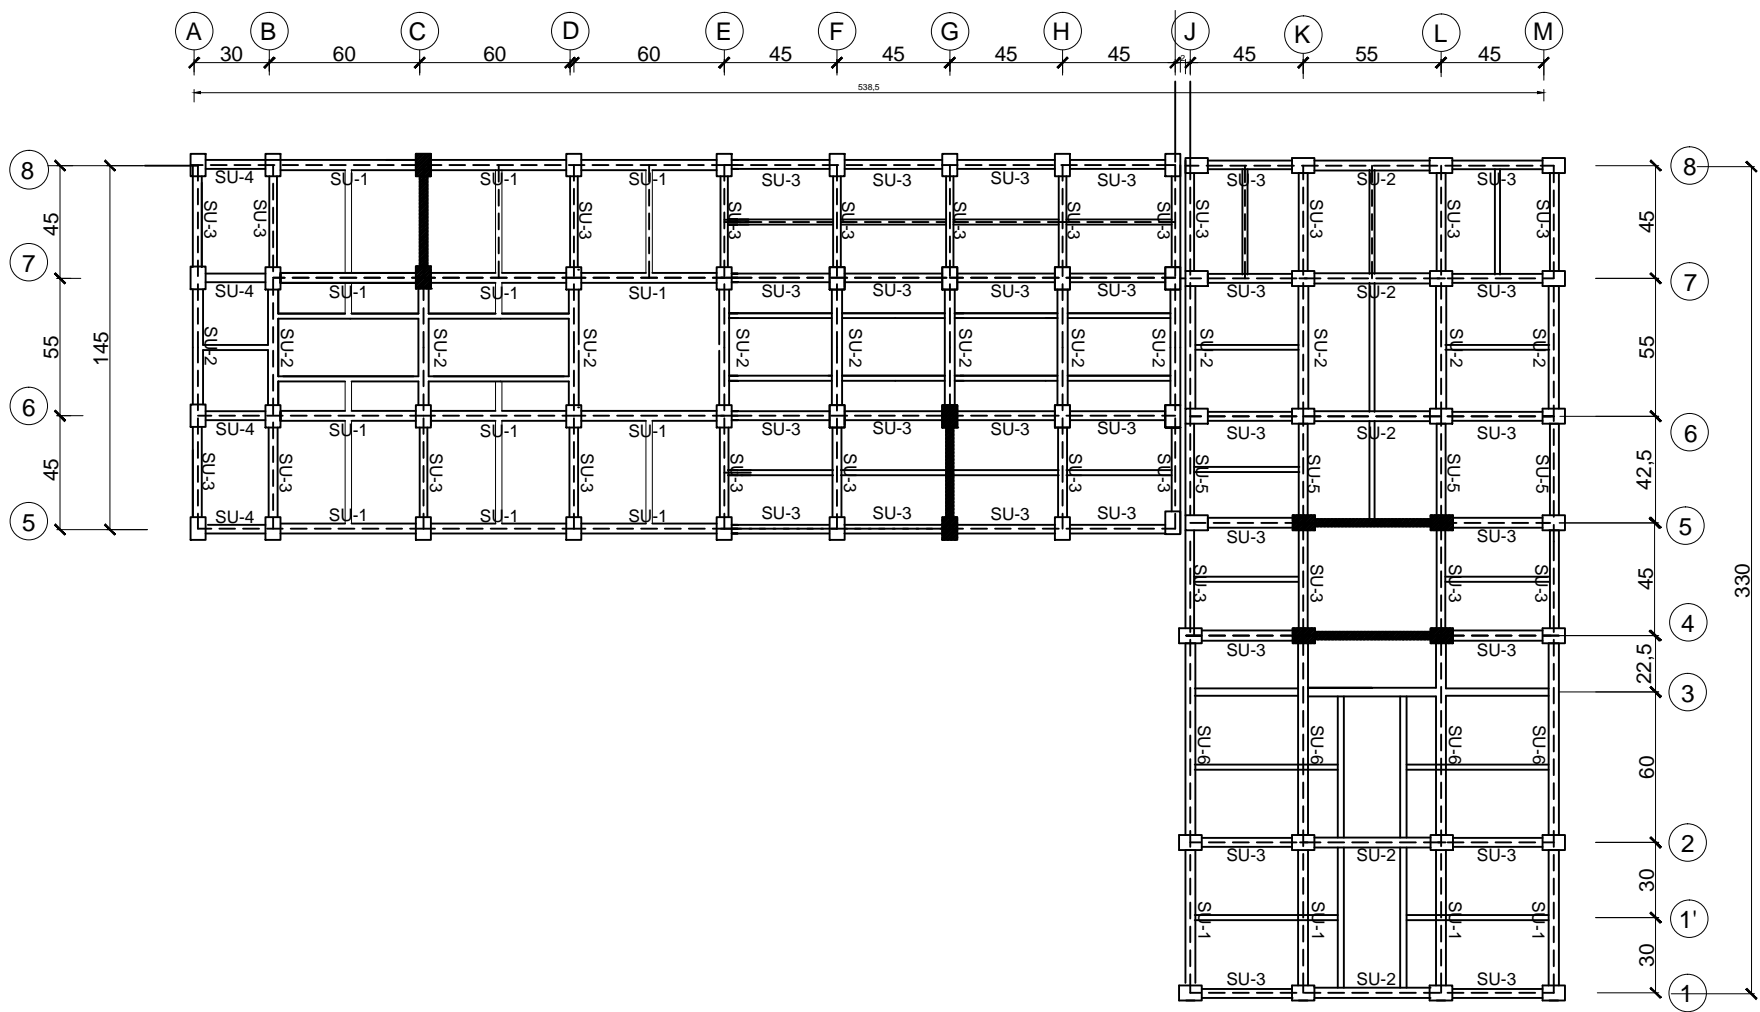 A B C D E F G H J K L M
30 60 60 60 45 45 45 45 2 45 55 45
538,5
8 8
SU-4 SU-1 SU-1 SU-1 SU-3 SU-3 SU-3 SU-3 SU-3 SU-2 SU-3
45 SU-3 SU-3 SU-3 SU-3 SU-3 SU-3 SU-3 SU-3 SU-3 SU-3 SU-3 SU-3 45
7 7
SU-4 SU-1 SU-1 SU-1 SU-3 SU-3 SU-3 SU-3 SU-3 SU-2 SU-3
55 145 SU-2 SU-2 SU-2 SU-2 SU-2 SU-2 SU-2 SU-2 SU-2 SU-2 SU-2 SU-2 SU-2 55
6 6
SU-4 SU-1 SU-1 SU-1 SU-3 SU-3 SU-3 SU-3 SU-3 SU-2 SU-3
45 SU-3 SU-3 SU-3 SU-3 SU-3 SU-3 SU-3 SU-3 SU-5 SU-5 SU-5 SU-5 42,5
5 SU-4 SU-1 SU-1 SU-1 SU-3 SU-3 SU-3 SU-3 5
SU-3 SU-3
SU-3 SU-3 SU-3 SU-3 45 330
4
SU-3 SU-3 22,5
3
SU-6 SU-6 SU-6 SU-6 60
2
SU-3 SU-2 SU-3
30
SU-1 SU-1 SU-1 SU-1 1'
30
SU-3 SU-2 SU-3
1